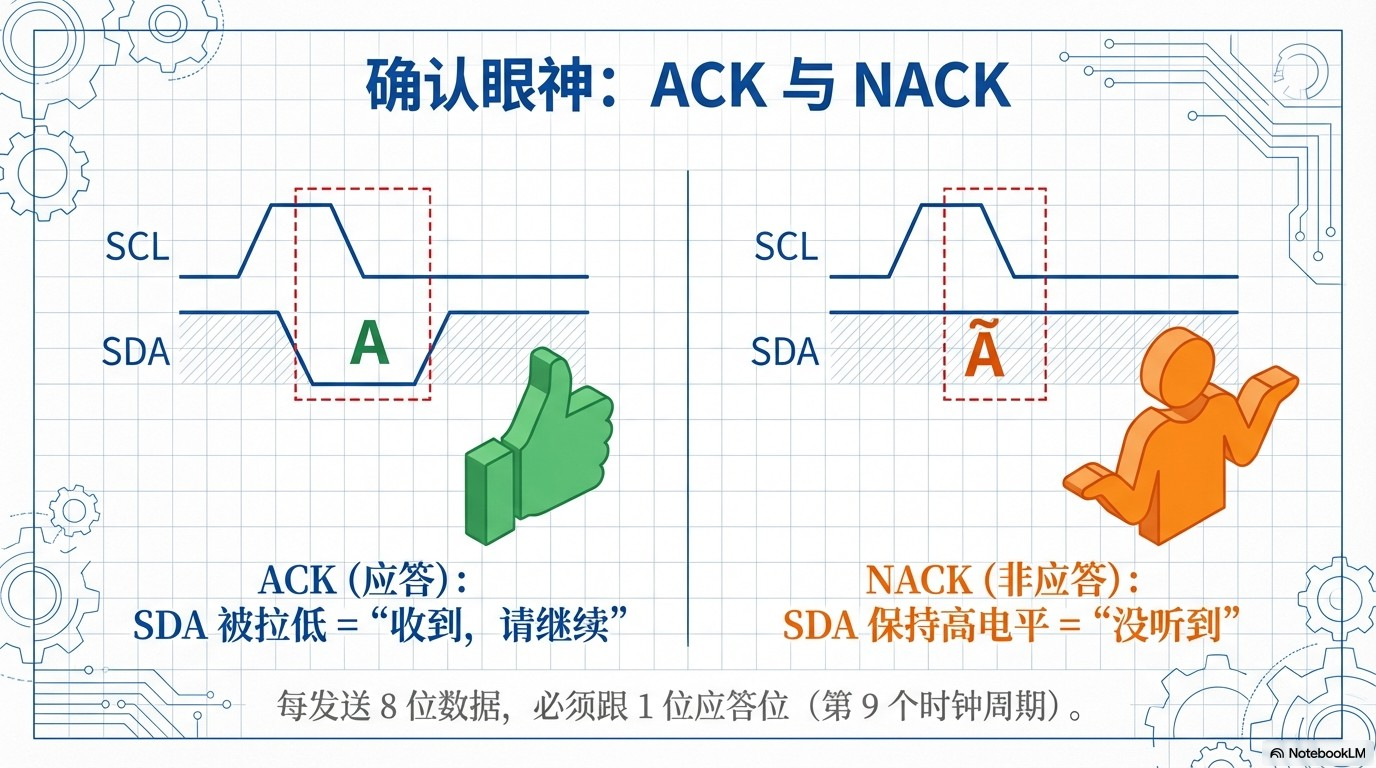 确认眼神：ACK 与 NACK
SCL
SDA
A
SCL
SDA
Ã
ACK (应答)：
SDA 被拉低 = “收到，请继续”
NACK (非应答)：
SDA 保持高电平 = “没听到”
每发送 8 位数据，必须跟 1 位应答位（第 9 个时钟周期）。
NotebookLM